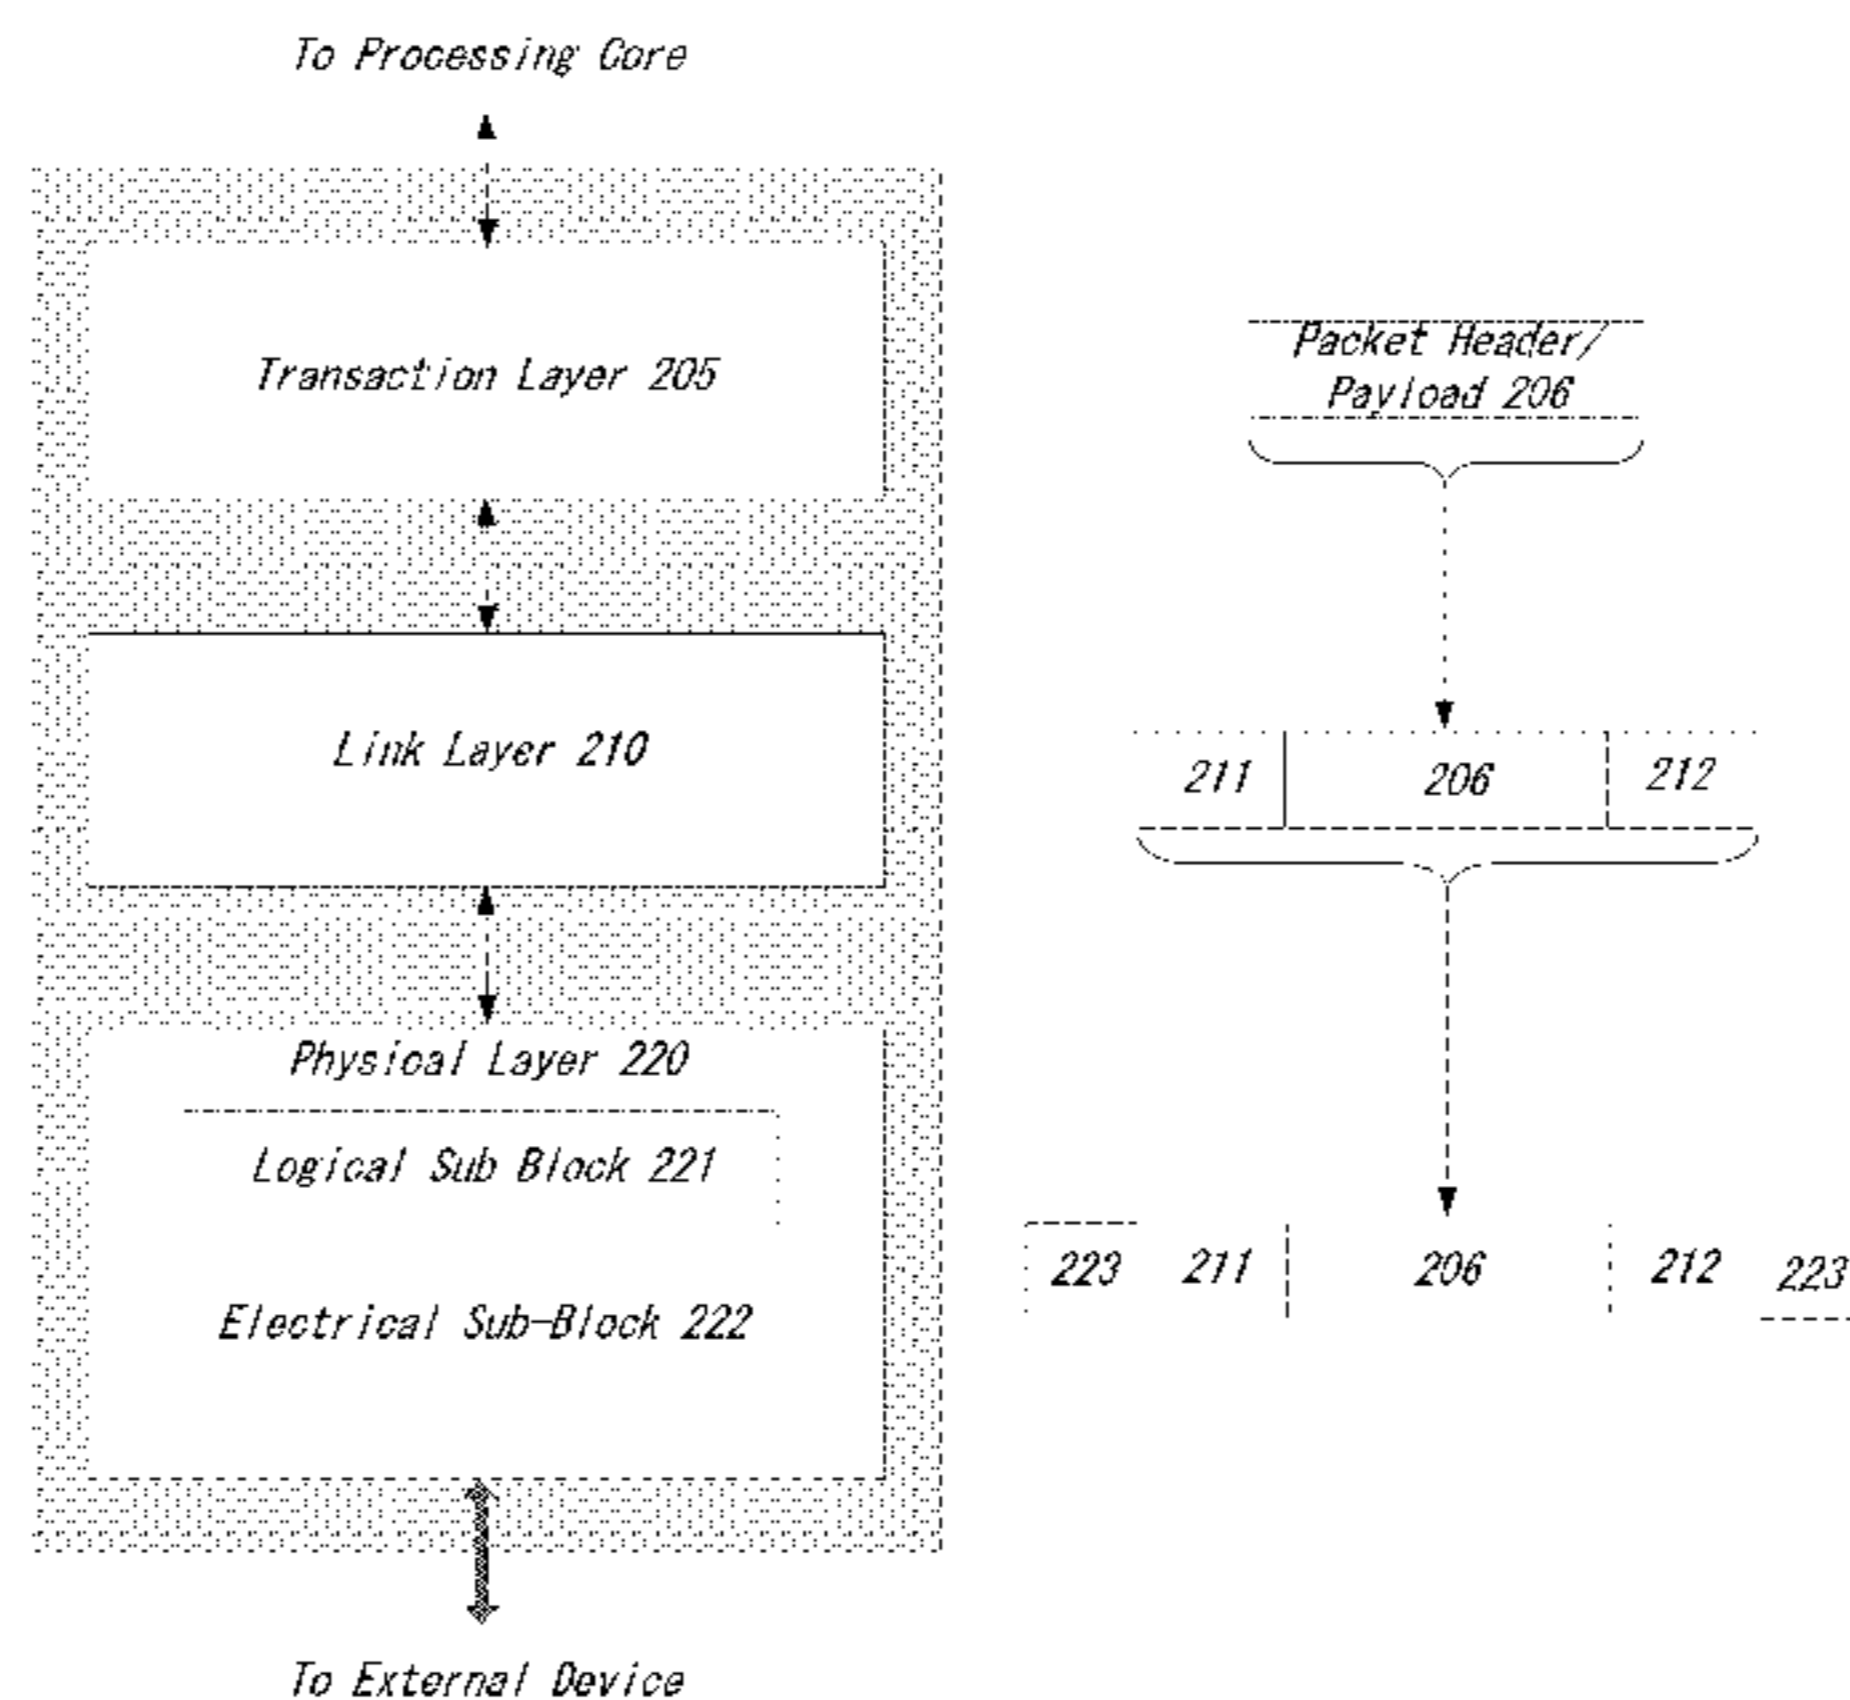 To Processing Core
Transaction Layer 205
Packet Header/
Payload 206
Link Layer 210
211 206 212
Physical Layer 220
Logical Sub Block 221
Electrical Sub-Block 222
223 211 206 212 223
To External Device